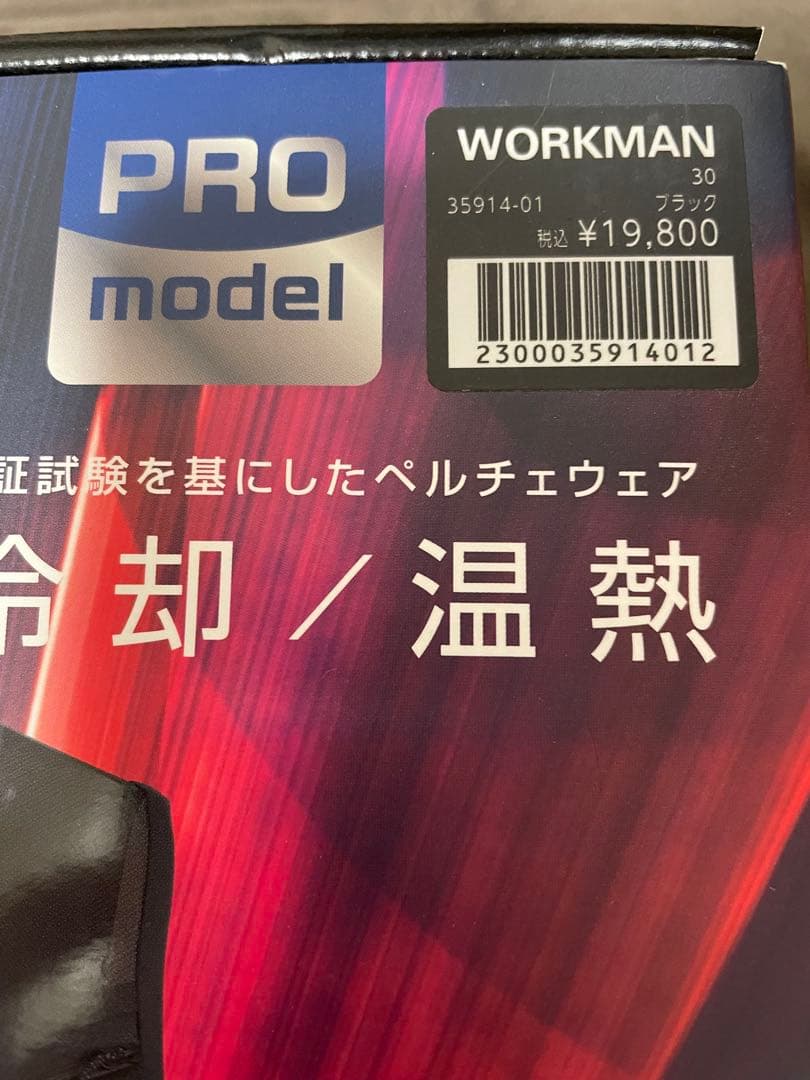 PRO
model
WORKMAN
30
35914-01 ブラック
税込 ¥19,800
2300035914012
証試験を基にしたペルチェウェア
冷却/温熱